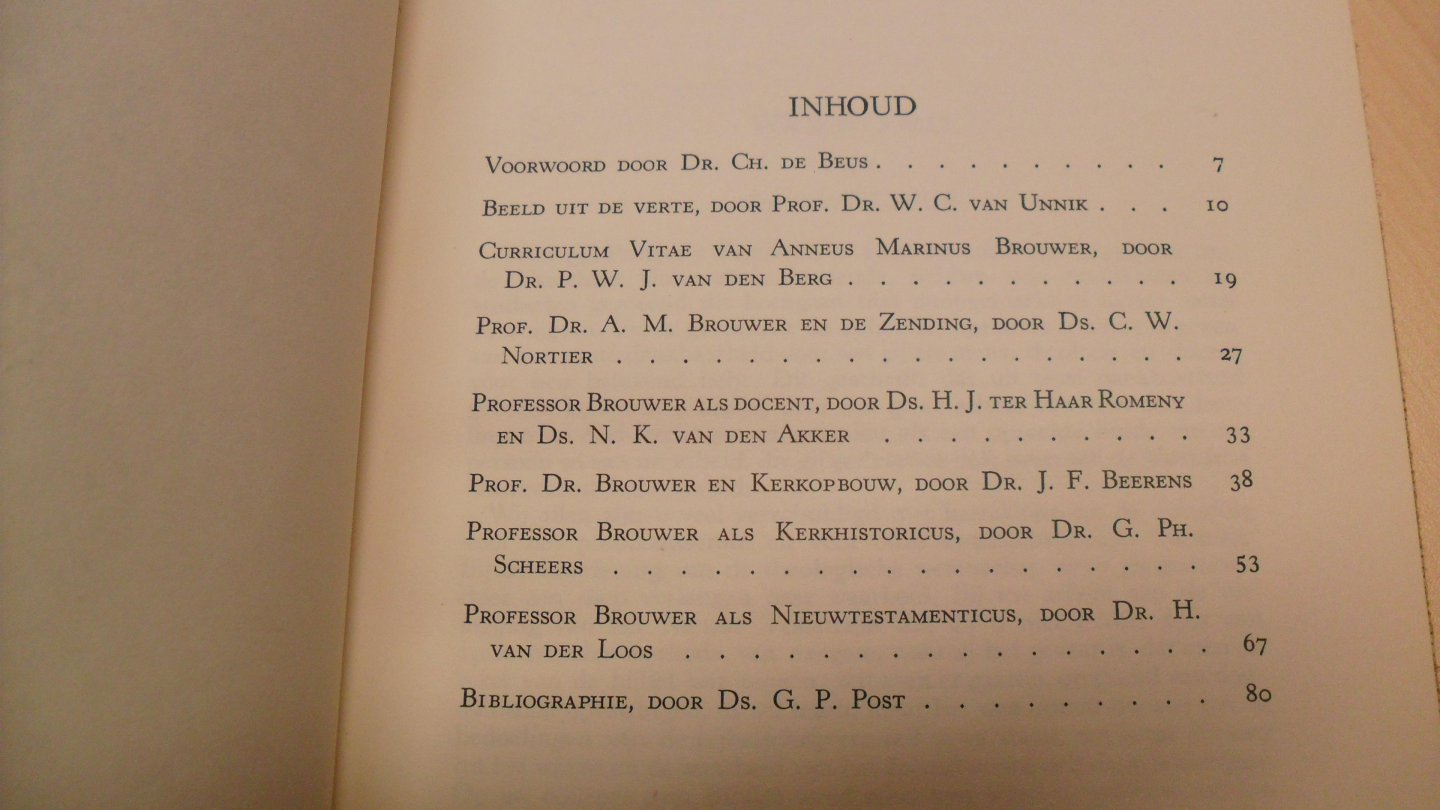 INHOUD
Voorwoord door Dr. Ch. de Beus . . . . . . . . . . 7
Beeld uit de verte, door Prof. Dr. W. C. van Unnik . . . 10
Curriculum Vitae van Anneus Marinus Brouwer, door
Dr. P. W. J. van den Berg . . . . . . . . . . . 19
Prof. Dr. A. M. Brouwer en de Zending, door Ds. C. W.
Nortier . . . . . . . . . . . . . . . . . 27
Professor Brouwer als docent, door Ds. H. J. ter Haar Romeny
en Ds. N. K. van den Akker . . . . . . . . . . 33
Prof. Dr. Brouwer en Kerkopbouw, door Dr. J. F. Beerens 38
Professor Brouwer als Kerkhistoricus, door Dr. G. Ph.
Scheers . . . . . . . . . . . . . . . . . . 53
Professor Brouwer als Nieuwtestamenticus, door Dr. H.
van der Loos . . . . . . . . . . . . . . . . 67
Bibliographie, door Ds. G. P. Post . . . . . . . . . 80